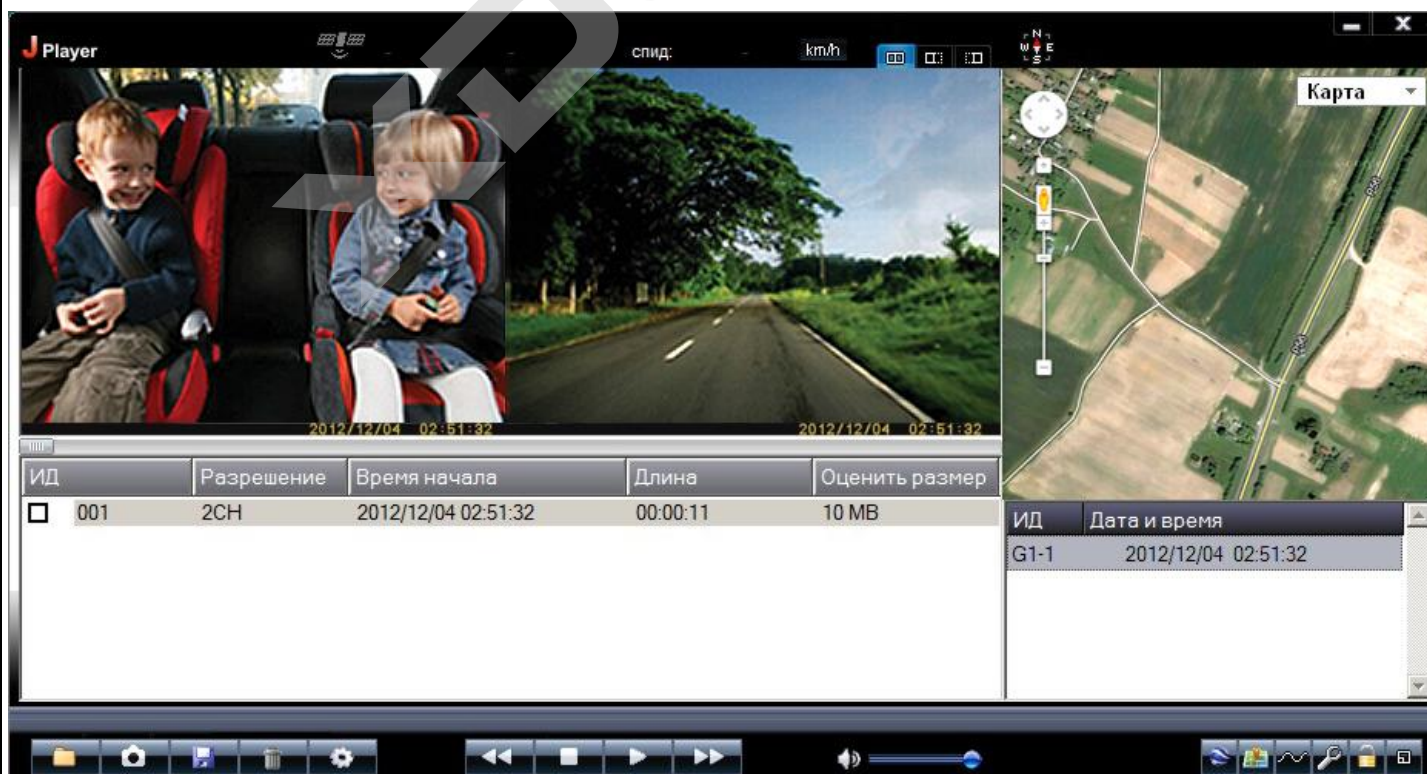 J Player спид: km/h
N
W E
S
Карта
P56
P56
2012/12/04 02:51:32 2012/12/04 02:51:32
ИД Разрешение Время начала Длина Оценить размер
001 2CH 2012/12/04 02:51:32 00:00:11 10 MB
ИД Дата и время
G1-1 2012/12/04 02:51:32